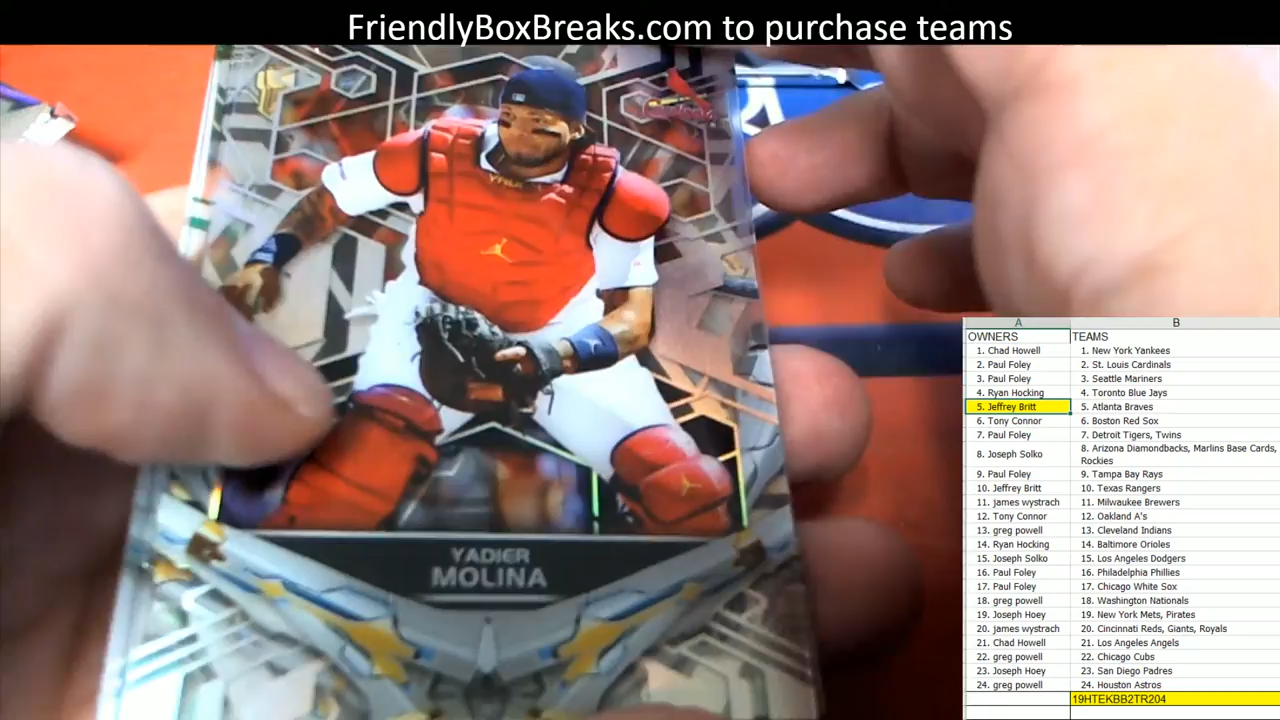 FriendlyBoxBreaks.com to purchase teams
YADIER
MOLINA
A B
OWNERS TEAMS
1. Chad Howell 1. New York Yankees
2. Paul Foley 2. St. Louis Cardinals
3. Paul Foley 3. Seattle Mariners
4. Ryan Hocking 4. Toronto Blue Jays
5. Jeffrey Britt 5. Atlanta Braves
6. Tony Connor 6. Boston Red Sox
7. Paul Foley 7. Detroit Tigers, Twins
8. Joseph Solko 8. Arizona Diamondbacks, Marlins Base Cards,
Rockies
9. Paul Foley 9. Tampa Bay Rays
10. Jeffrey Britt 10. Texas Rangers
11. james wystrach 11. Milwaukee Brewers
12. Tony Connor 12. Oakland A's
13. greg powell 13. Cleveland Indians
14. Ryan Hocking 14. Baltimore Orioles
15. Joseph Solko 15. Los Angeles Dodgers
16. Paul Foley 16. Philadelphia Phillies
17. Paul Foley 17. Chicago White Sox
18. greg powell 18. Washington Nationals
19. Joseph Hoey 19. New York Mets, Pirates
20. james wystrach 20. Cincinnati Reds, Giants, Royals
21. Chad Howell 21. Los Angeles Angels
22. greg powell 22. Chicago Cubs
23. Joseph Hoey 23. San Diego Padres
24. greg powell 24. Houston Astros
19HTEKBB2TR204